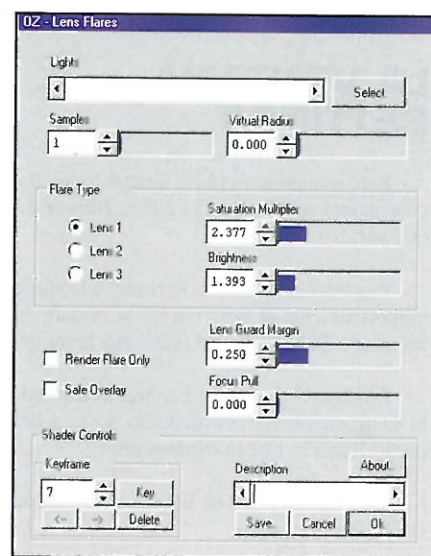 OZ - Lens Flares
Lights
Select
Samples
Virtual Radius
1
0.000
Flare Type
Saturation Multiplier
Lens 1
2.377
Lens 2
Brightness
Lens 3
1.393
Lens Guard Margin
0.250
Render Flare Only
Focus Pull
Safe Overlay
0.000
Shader Controls
Keyframe
Description
About...
7
Key
<-
->
Delete
Save...
Cancel
Ok